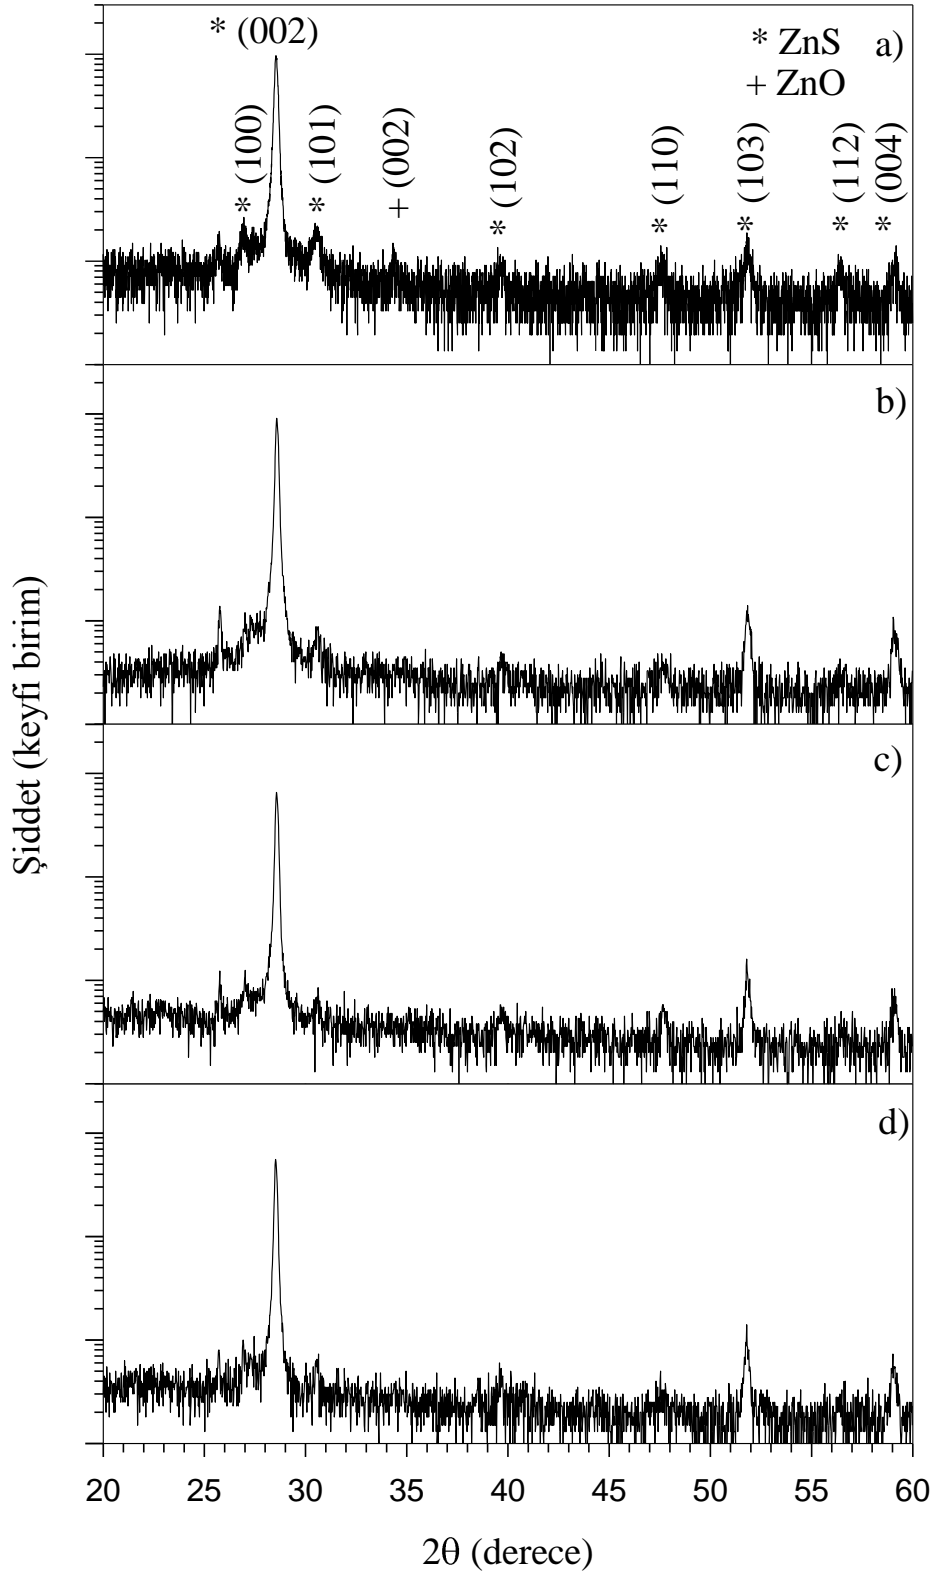 * (002)
* ZnS
a)
+ ZnO
* (100)
* (101)
+ (002)
* (102)
* (110)
* (103)
* (112)
* (004)
b)
c)
d)
Şiddet (keyfi birim)
20 25 30 35 40 45 50 55 60
2θ (derece)